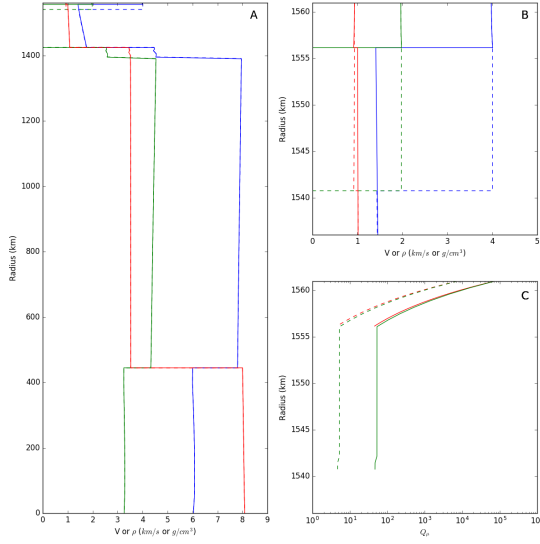 A
1400
1200
1000
800
600
400
200
0
Radius (km)
0 1 2 3 4 5 6 7 8 9
V or ρ (km/s or g/cm³)
B
1560
1555
1550
1545
1540
Radius (km)
0 1 2 3 4 5
V or ρ (km/s or g/cm³)
C
1560
1555
1550
1545
1540
Radius (km)
10⁰ 10¹ 10² 10³ 10⁴ 10⁵ 10⁶